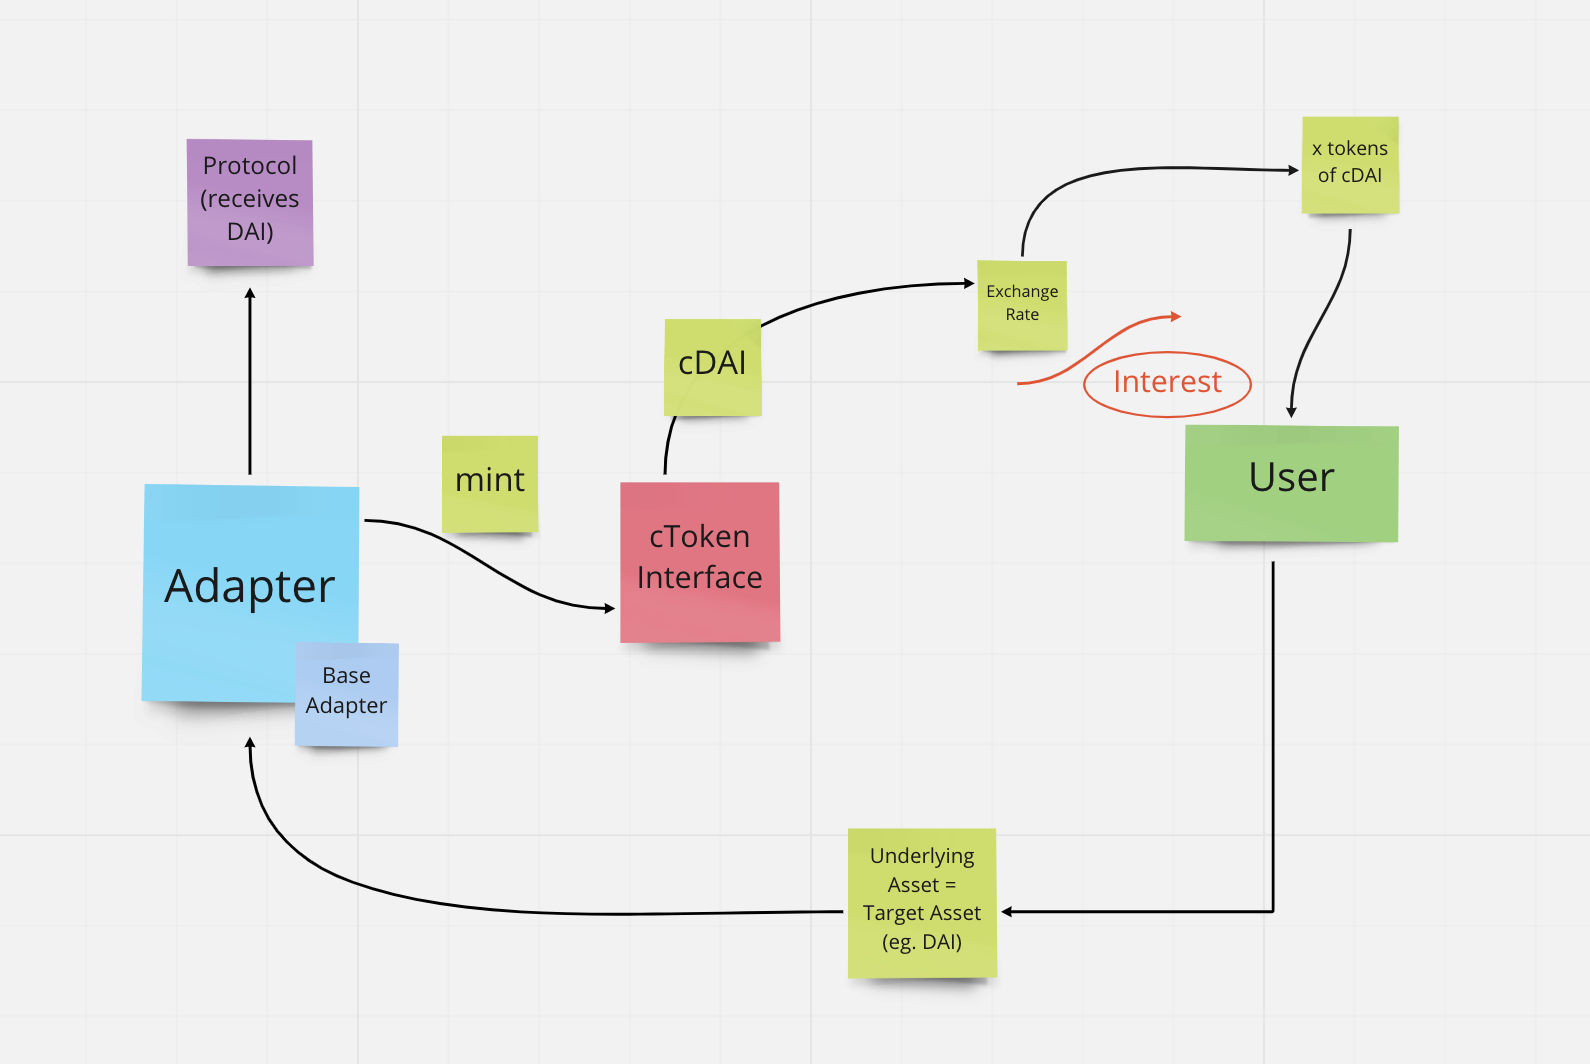 Protocol
(receives
DAI)
x tokens
of cDAI
Exchange
Rate
cDAI
Interest
mint
User
cToken
Interface
Adapter
Base
Adapter
Underlying
Asset =
Target Asset
(eg. DAI)